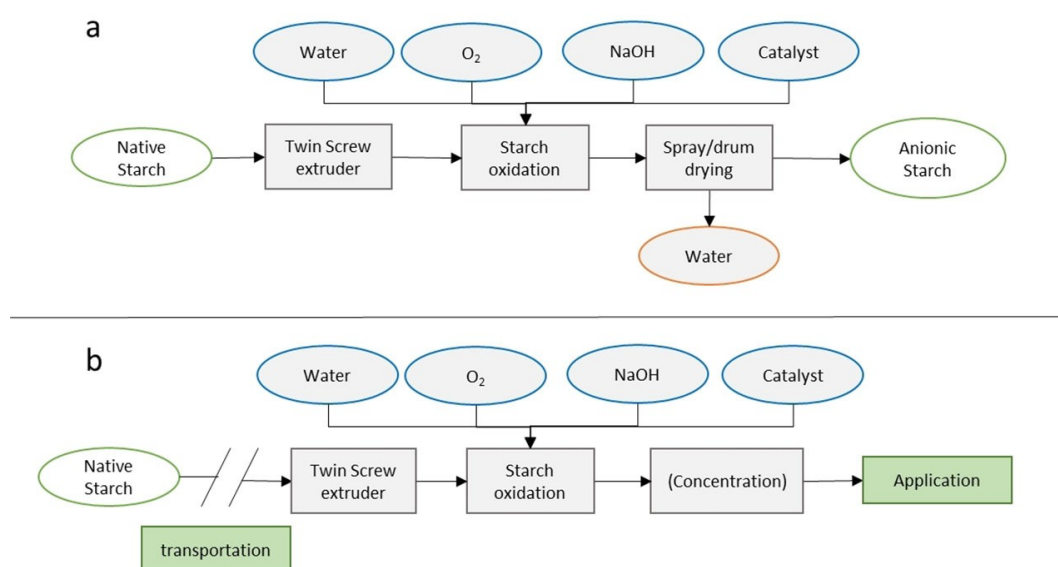 a
Water
O₂
NaOH
Catalyst
Native
Starch
Twin Screw
extruder
Starch
oxidation
Spray/drum
drying
Anionic
Starch
Water
b
Water
O₂
NaOH
Catalyst
Native
Starch
Twin Screw
extruder
Starch
oxidation
(Concentration)
Application
transportation